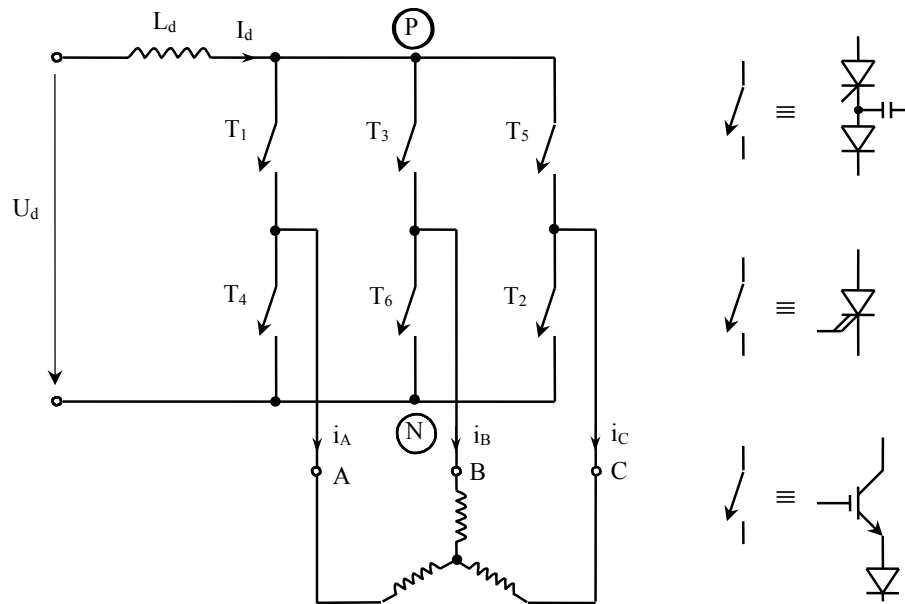 L_d
I_d
P
T_1
T_3
T_5
≡
U_d
T_4
T_6
T_2
≡
N
i_A
i_B
i_C
A
B
C
≡